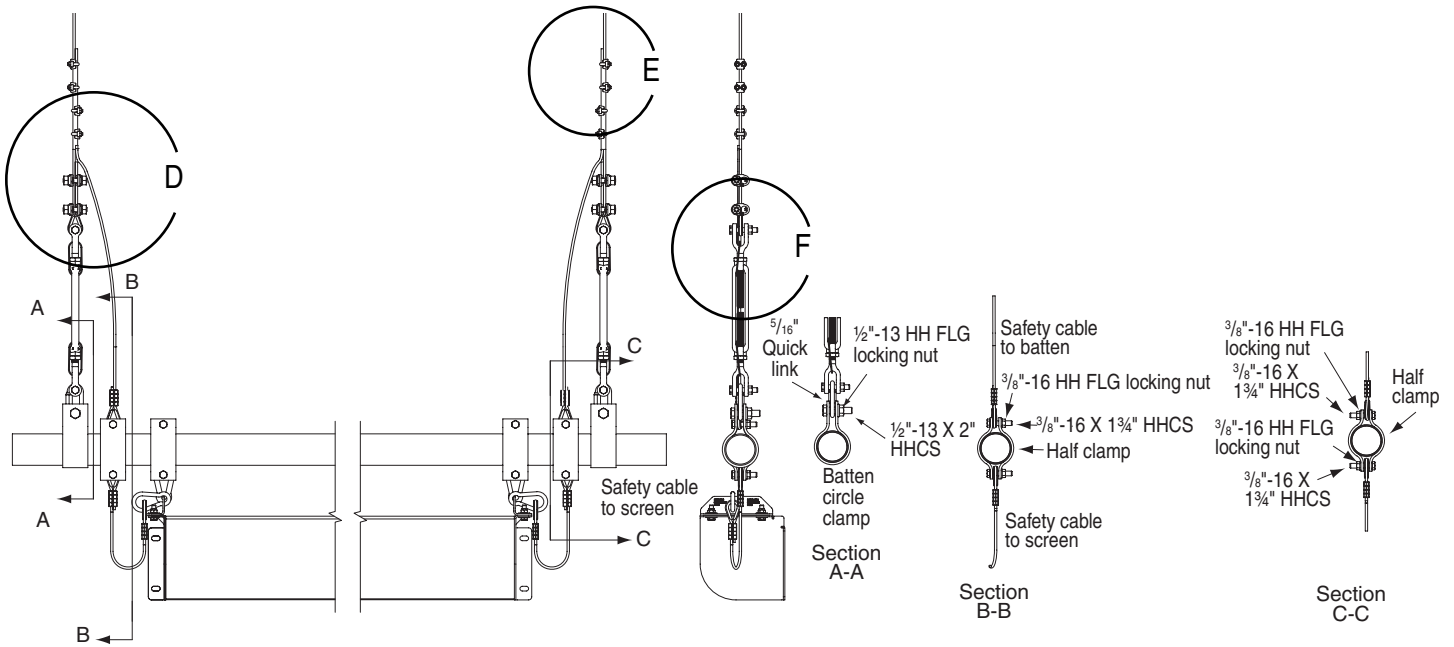 D
E
F
A
B
C
A
B
C
Safety cable
to screen
5/16"
Quick
link
½"-13 HH FLG
locking nut
½"-13 X 2"
HHCS
Batten
circle
clamp
Section
A-A
Safety cable
to batten
3/8"-16 HH FLG locking nut
3/8"-16 X 1¾" HHCS
Half clamp
Safety cable
to screen
Section
B-B
3/8"-16 HH FLG
locking nut
3/8"-16 X
1¾" HHCS
Half
clamp
3/8"-16 HH FLG
locking nut
3/8"-16 X
1¾" HHCS
Section
C-C